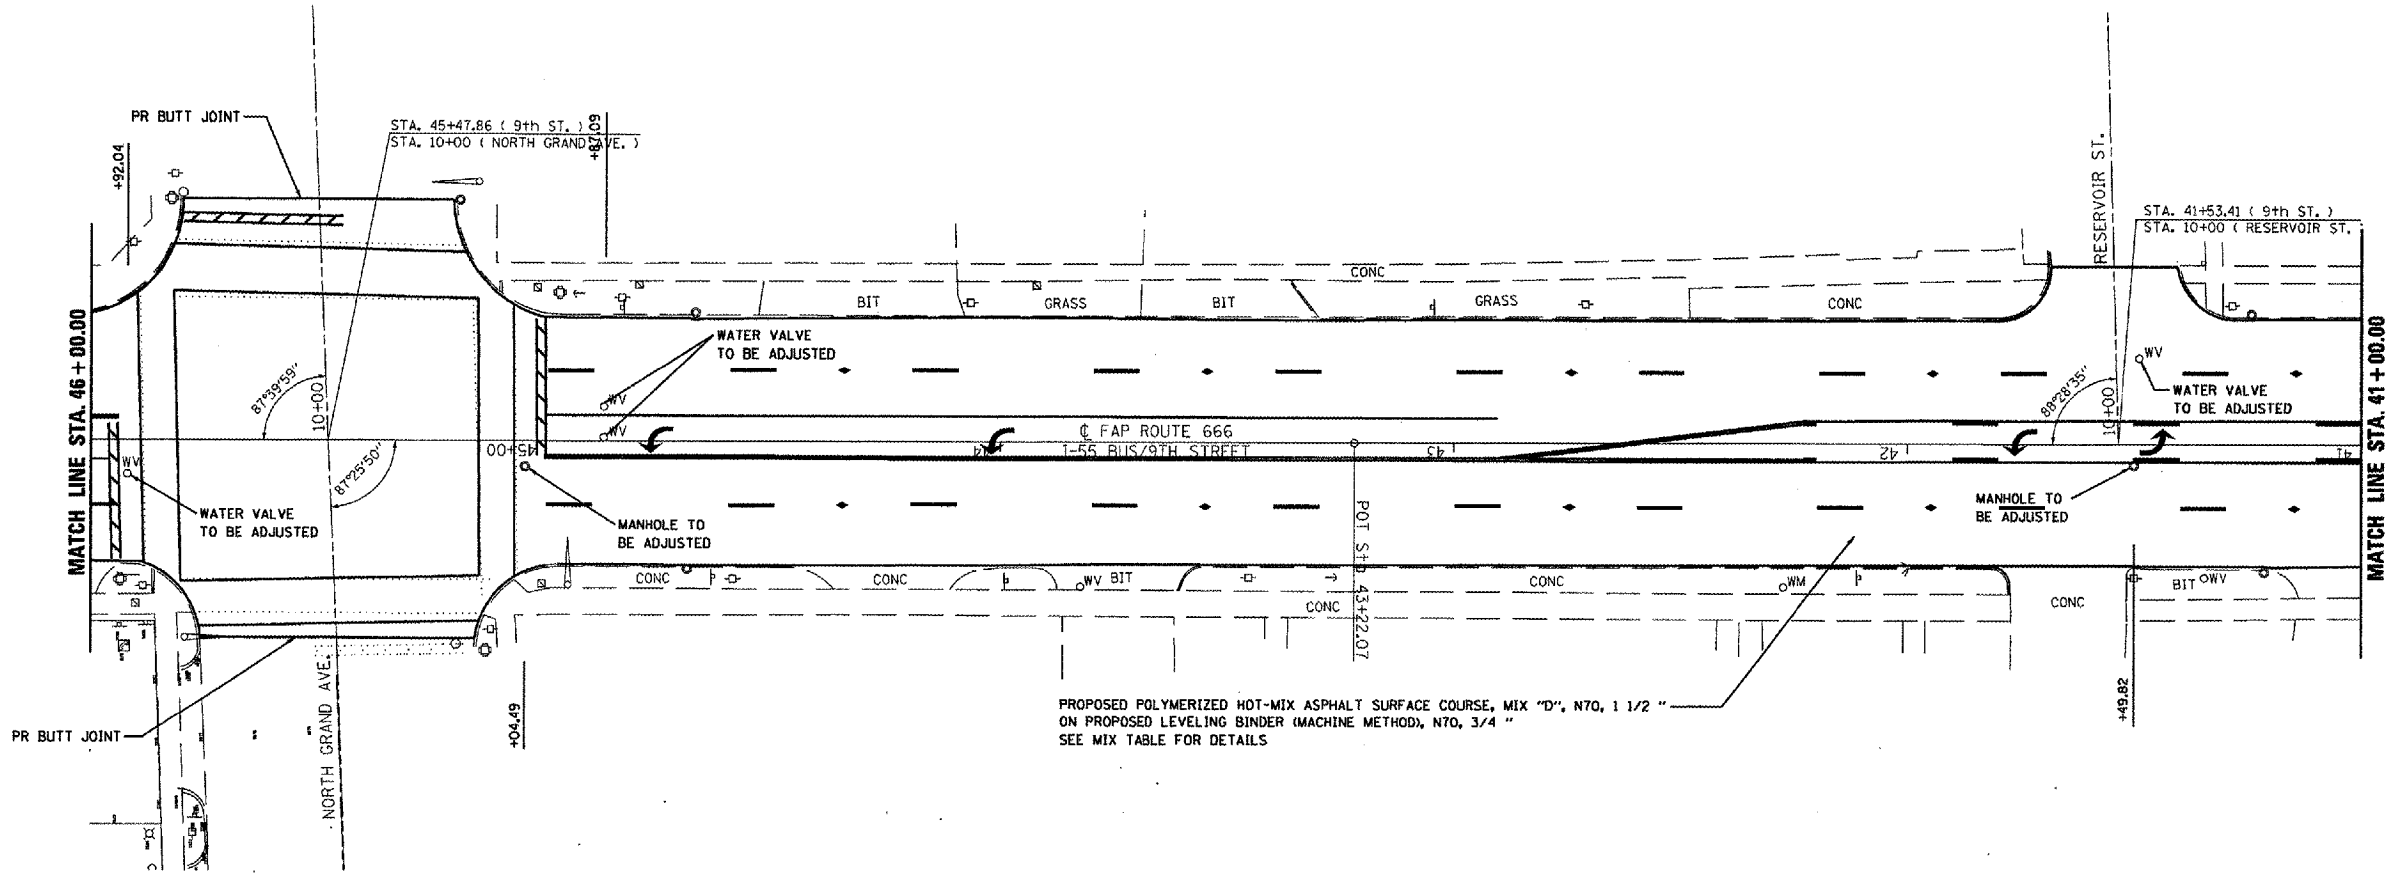 PR BUTT JOINT
+92.04
STA. 45+47.86 ( 9th ST. )
STA. 10+00 ( NORTH GRAND AVE. )
+87.09
RESERVOIR ST.
STA. 41+53.41 ( 9th ST. )
STA. 10+00 ( RESERVOIR ST.
CONC
BIT
GRASS
BIT
GRASS
CONC
MATCH LINE STA. 46+00.00
MATCH LINE STA. 41+00.00
WATER VALVE
TO BE ADJUSTED
WV
WV
WV
WATER VALVE
TO BE ADJUSTED
87°39'59"
10+00
87°25'50"
88°28'35"
10+00
℄ FAP ROUTE 666
I-55 BUS/9TH STREET
45+00
44
43
42
41
WV
WATER VALVE
TO BE ADJUSTED
MANHOLE TO
BE ADJUSTED
MANHOLE TO
BE ADJUSTED
POT Sta 43+22.07
CONC
CONC
WV BIT
CONC
WM
BIT
WV
CONC
CONC
+04.49
+49.82
NORTH GRAND AVE.
PR BUTT JOINT
PROPOSED POLYMERIZED HOT-MIX ASPHALT SURFACE COURSE, MIX "D", N70, 1 1/2 "
ON PROPOSED LEVELING BINDER (MACHINE METHOD), N70, 3/4 "
SEE MIX TABLE FOR DETAILS